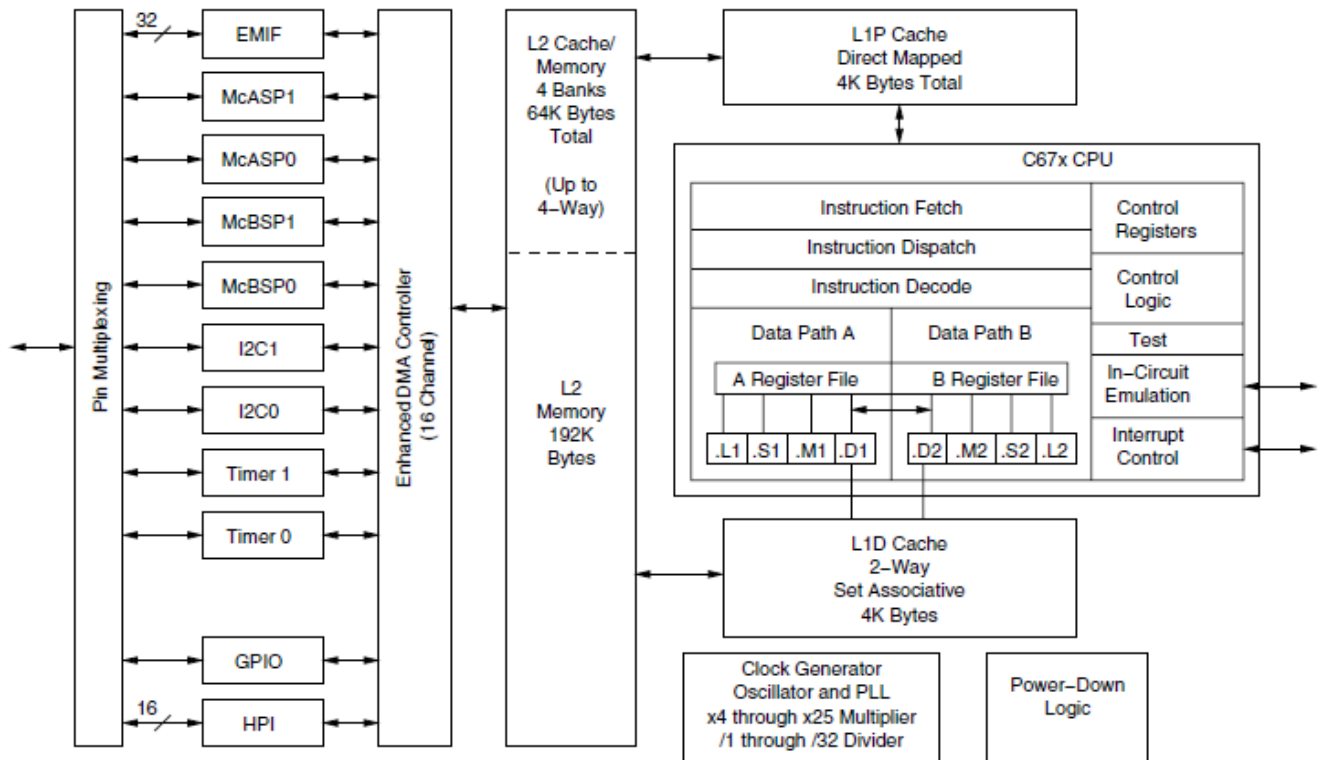 32
EMIF
McASP1
McASP0
McBSP1
McBSP0
I2C1
I2C0
Timer 1
Timer 0
GPIO
16
HPI
Pin Multiplexing
Enhanced DMA Controller
(16 Channel)
L2 Cache/
Memory
4 Banks
64K Bytes
Total
(Up to
4−Way)
L2
Memory
192K
Bytes
L1P Cache
Direct Mapped
4K Bytes Total
C67x CPU
Instruction Fetch
Instruction Dispatch
Instruction Decode
Data Path A
Data Path B
A Register File
B Register File
.L1 .S1 .M1 .D1
.D2 .M2 .S2 .L2
Control
Registers
Control
Logic
Test
In−Circuit
Emulation
Interrupt
Control
L1D Cache
2−Way
Set Associative
4K Bytes
Clock Generator
Oscillator and PLL
x4 through x25 Multiplier
/1 through /32 Divider
Power−Down
Logic